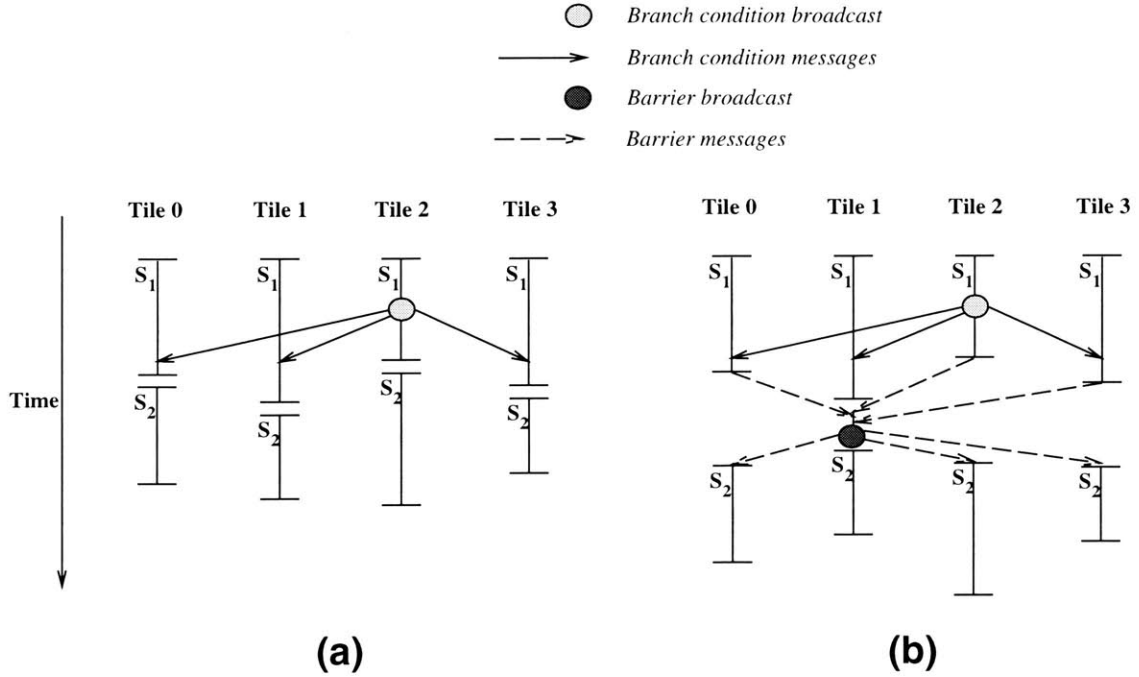 Branch condition broadcast
Branch condition messages
Barrier broadcast
Barrier messages
Tile 0 Tile 1 Tile 2 Tile 3 Tile 0 Tile 1 Tile 2 Tile 3
S1 S1 S1 S1 S1 S1 S1 S1
Time
S2 S2 S2 S2 S2 S2 S2 S2
(a) (b)